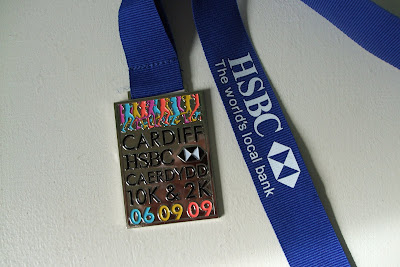 CARDIFF
HSBC
CAERDYDD
10K & 2K
06 09 09
HSBC
The world's local bank